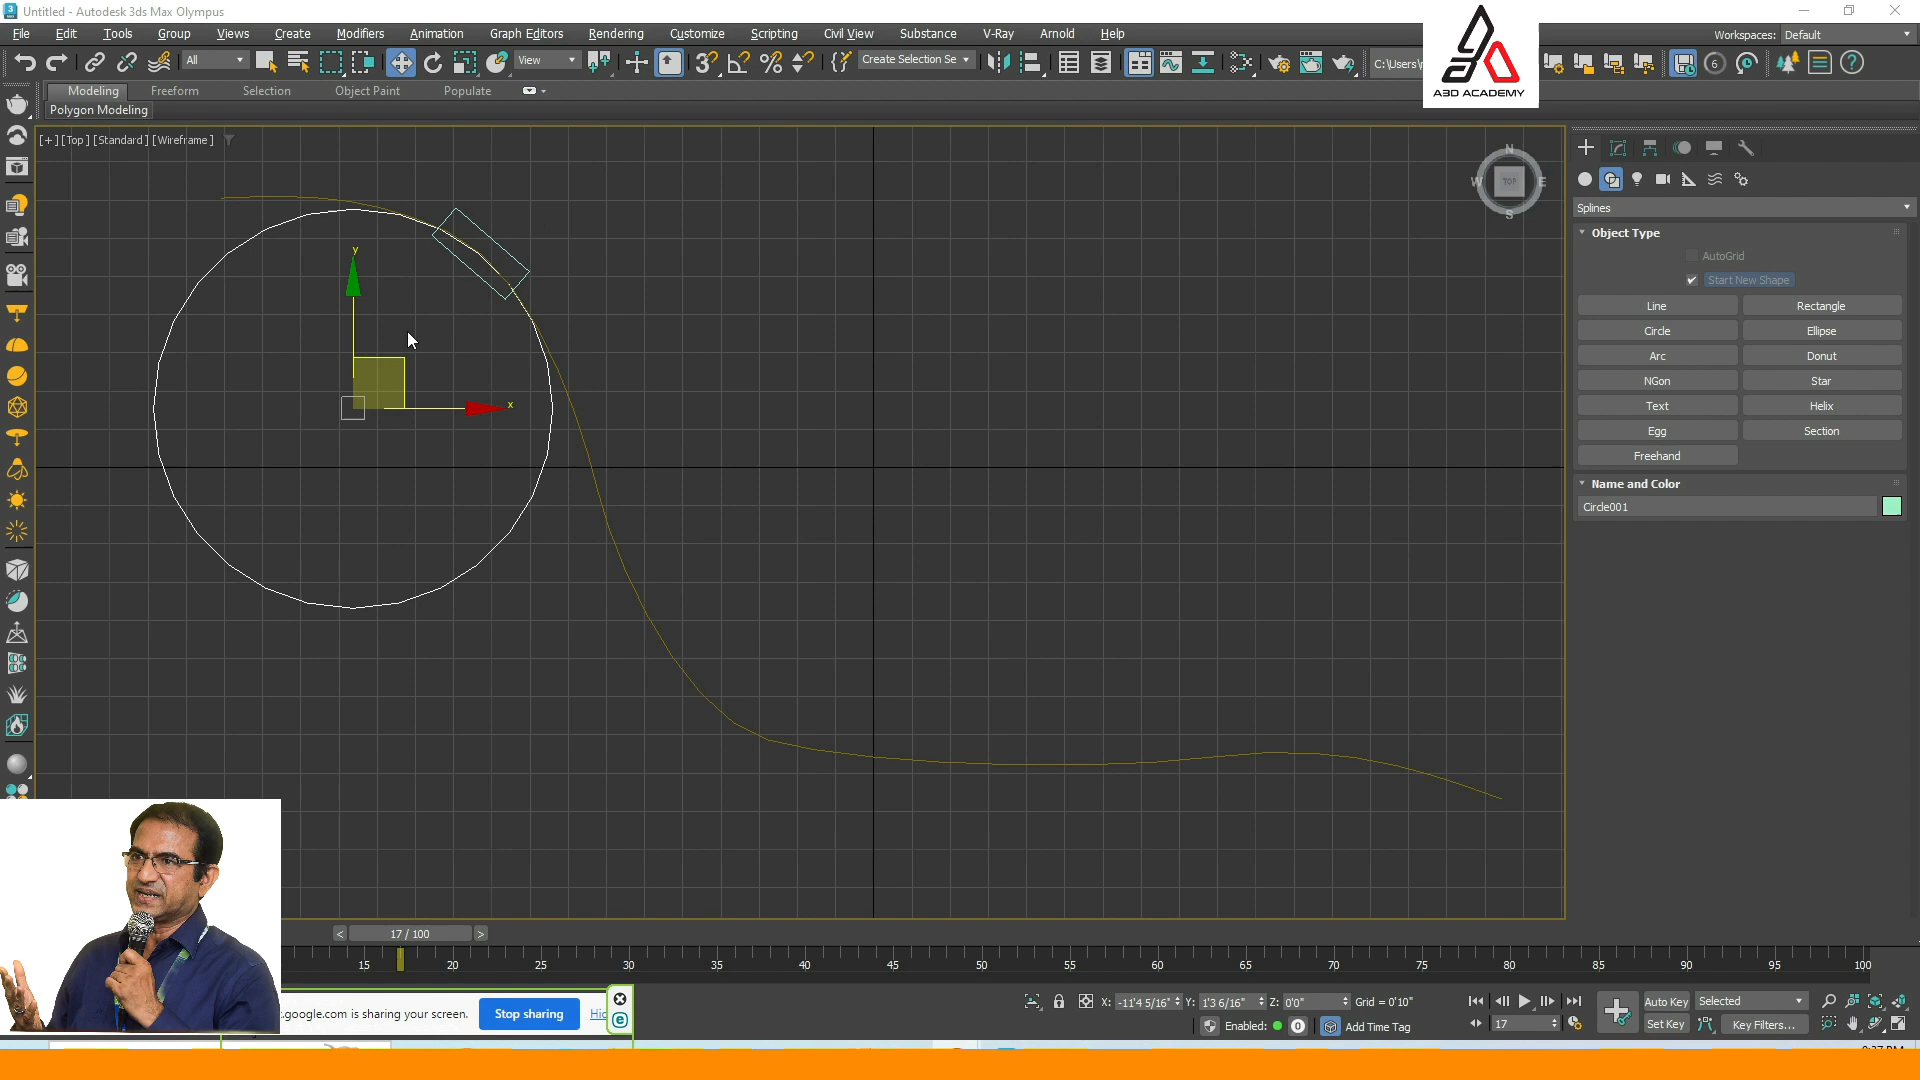 Untitled - Autodesk 3ds Max Olympus
File Edit Tools Group Views Create Modifiers Animation Graph Editors Rendering Customize Scripting Civil View Substance V-Ray Arnold Help
Workspaces: Default
All View Create Selection Se C:\Users\
6
A3D ACADEMY
Modeling Freeform Selection Object Paint Populate
Polygon Modeling
[+] [Top] [Standard] [Wireframe]
N
W TOP E
S
y
x
Splines
Object Type
AutoGrid
Start New Shape
Line Rectangle
Circle Ellipse
Arc Donut
NGon Star
Text Helix
Egg Section
Freehand
Name and Color
Circle001
< 17 / 100 >
15 20 25 30 35 40 45 50 55 60 65 70 75 80 85 90 95 100
.google.com is sharing your screen. Stop sharing
X: -11'4 5/16" Y: 1'3 6/16" Z: 0'0" Grid = 0'10"
Enabled: 0 Add Time Tag
17
Auto Key Selected
Set Key Key Filters...